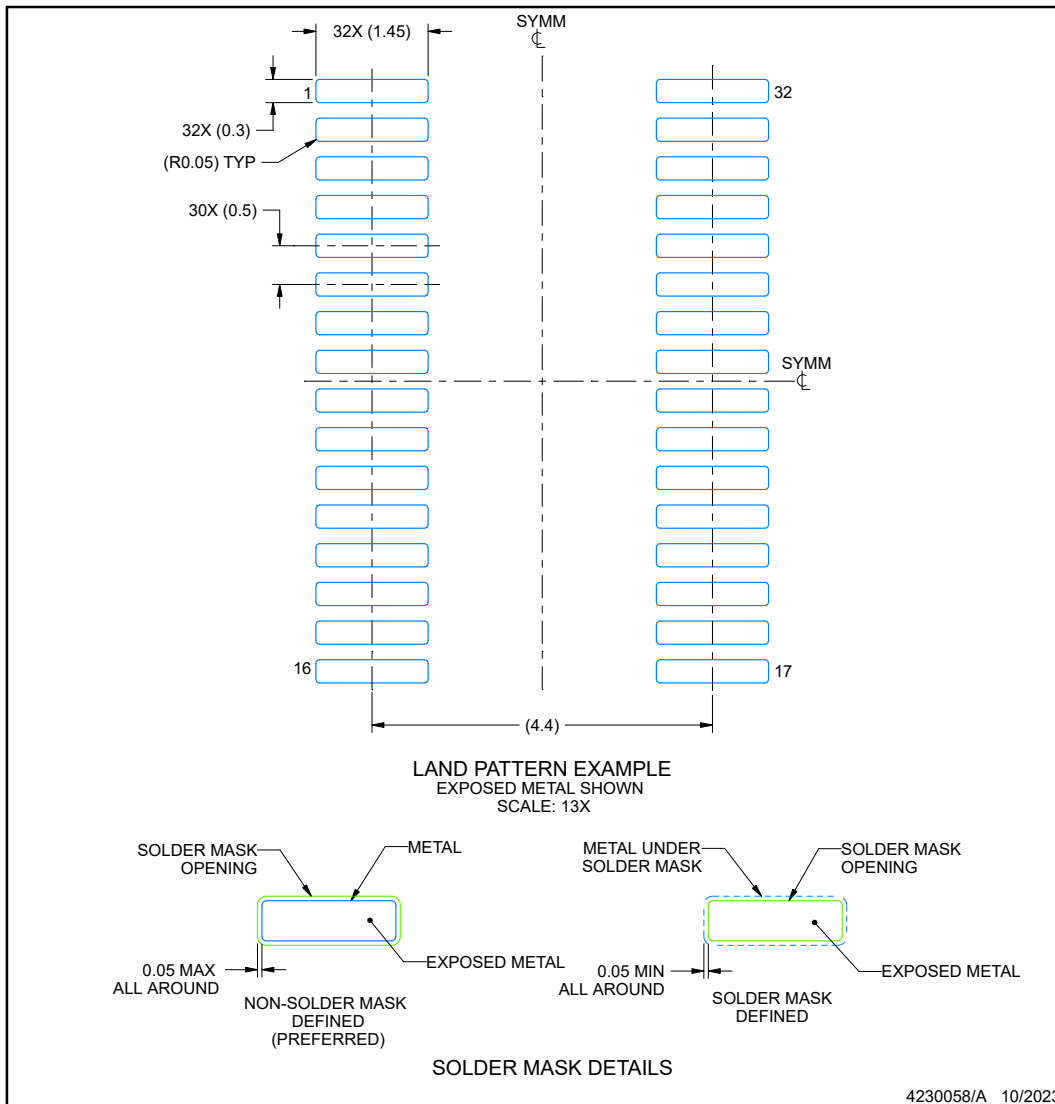 32X (1.45)
SYMM
℄
1
32
32X (0.3)
(R0.05) TYP
30X (0.5)
SYMM
℄
16
17
(4.4)
LAND PATTERN EXAMPLE
EXPOSED METAL SHOWN
SCALE: 13X
SOLDER MASK
OPENING
METAL
EXPOSED METAL
0.05 MAX
ALL AROUND
NON-SOLDER MASK
DEFINED
(PREFERRED)
METAL UNDER
SOLDER MASK
SOLDER MASK
OPENING
EXPOSED METAL
0.05 MIN
ALL AROUND
SOLDER MASK
DEFINED
SOLDER MASK DETAILS
4230058/A 10/2023